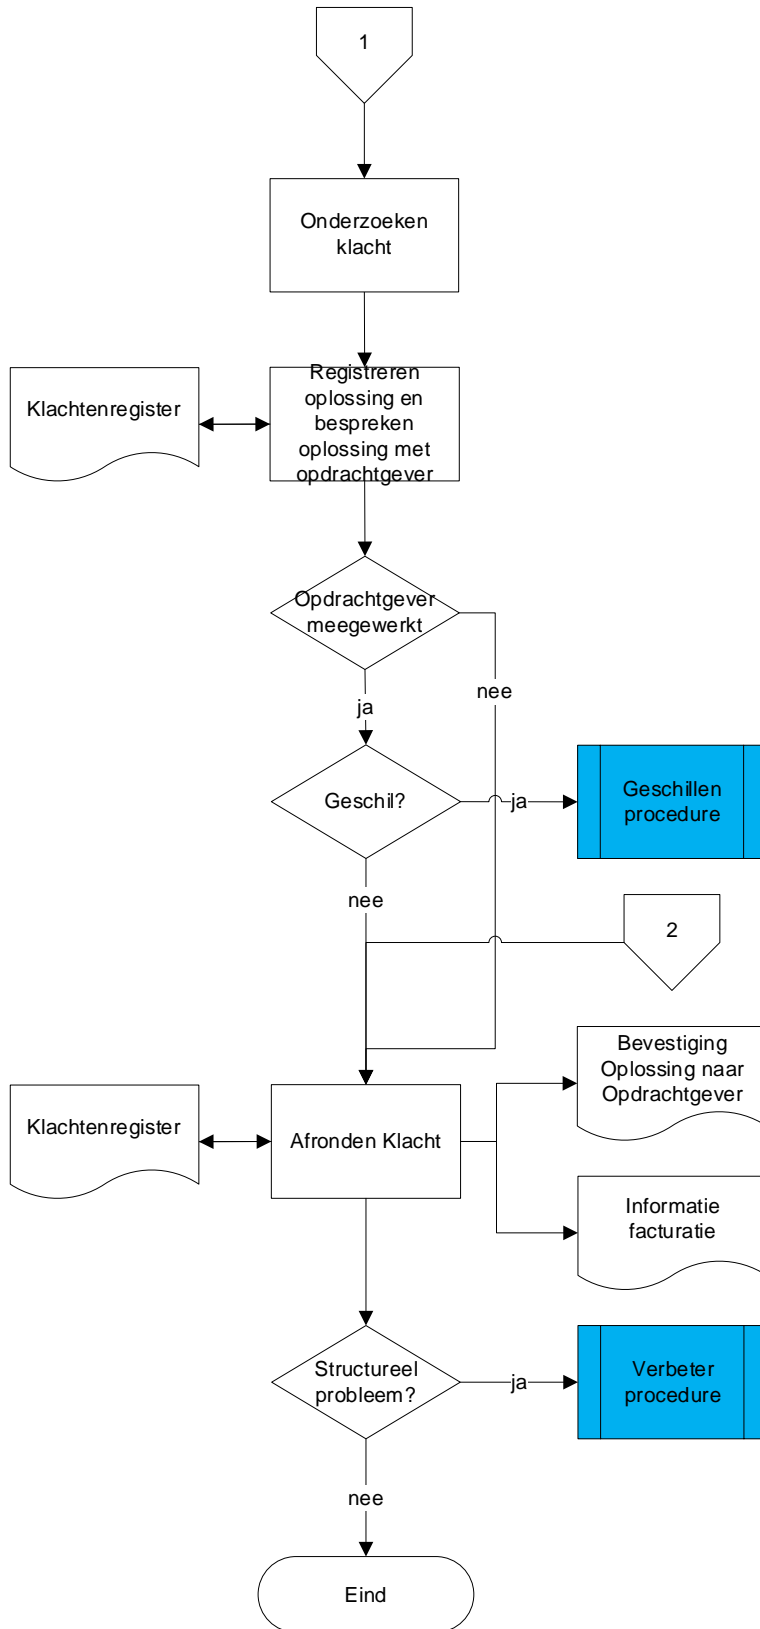 1
Onderzoeken
klacht
Klachtenregister
Registreren
oplossing en
bespreken
oplossing met
opdrachtgever
Opdrachtgever
meegewerkt
nee
ja
Geschil?
ja
Geschillen
procedure
nee
2
Bevestiging
Oplossing naar
Opdrachtgever
Klachtenregister
Afronden Klacht
Informatie
facturatie
Structureel
probleem?
ja
Verbeter
procedure
nee
Eind